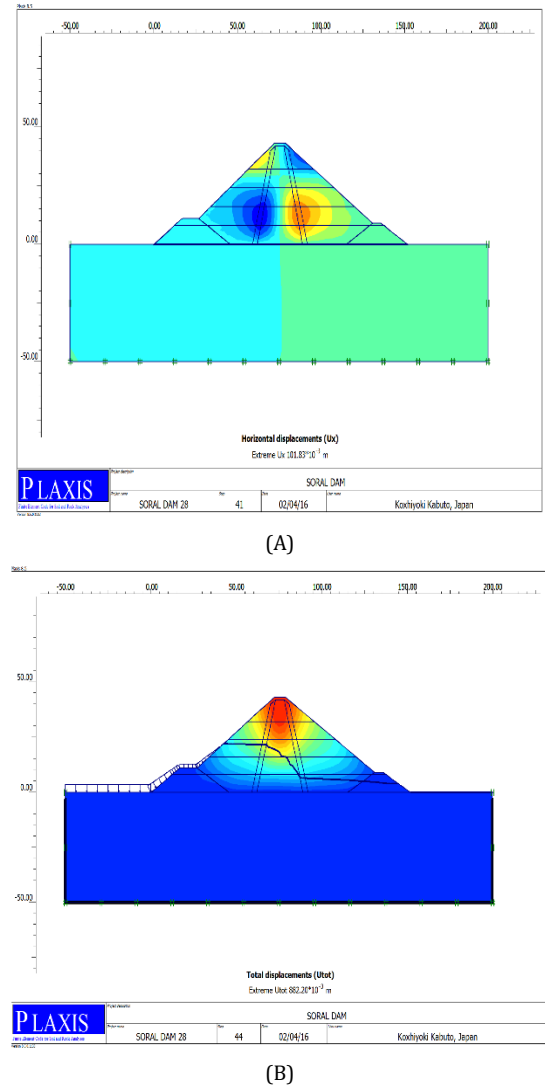 -50.00 0.00 50.00 100.00 150.00 200.00
50.00
0.00
-50.00
Horizontal displacements (Ux)
Extreme Ux 101.83*10⁻³ m
PLAXIS
SORAL DAM
SORAL DAM 28 41 02/04/16 Koxhiyoki Kabuto, Japan
(A)
-50.00 0.00 50.00 100.00 150.00 200.00
50.00
0.00
-50.00
Total displacements (Utot)
Extreme Utot 882.20*10⁻³ m
PLAXIS
SORAL DAM
SORAL DAM 28 44 02/04/16 Koxhiyoki Kabuto, Japan
(B)